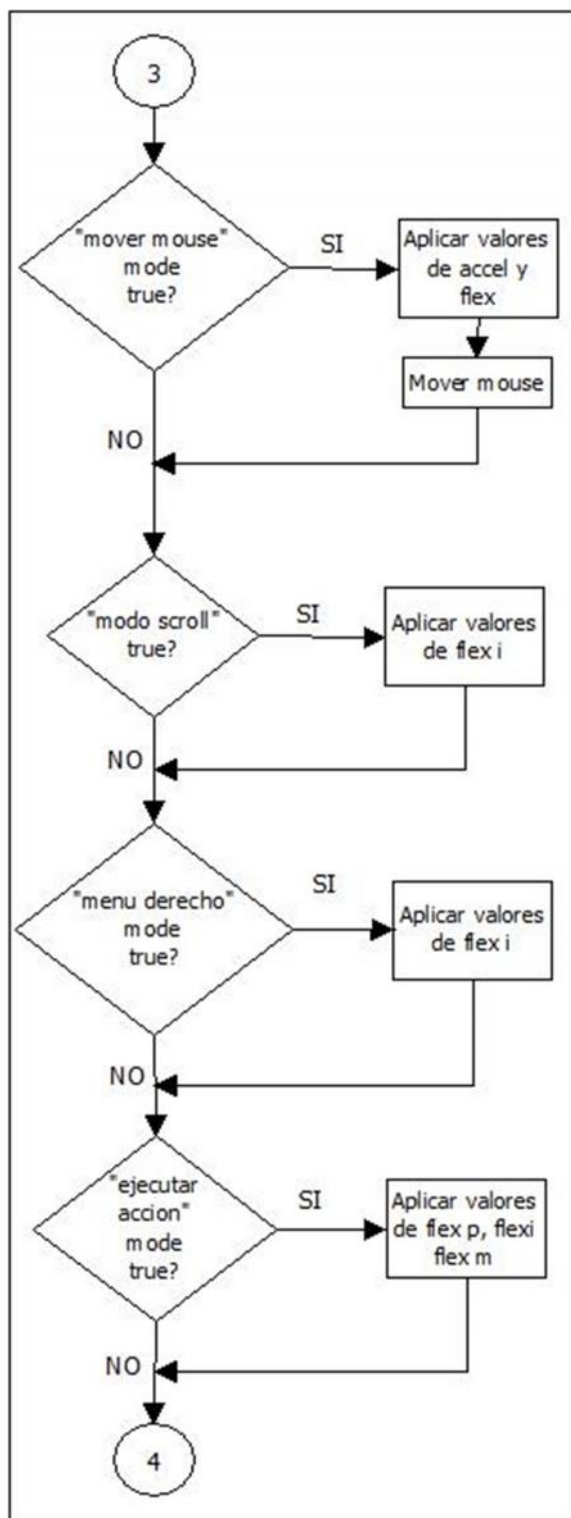 3
"mover mouse"
mode
true?
SI
Aplicar valores
de accel y
flex
Mover mouse
NO
"modo scroll"
true?
SI
Aplicar valores
de flex i
NO
"menu derecho"
mode
true?
SI
Aplicar valores
de flex i
NO
"ejecutar
accion"
mode
true?
SI
Aplicar valores
de flex p, flexi
flex m
NO
4